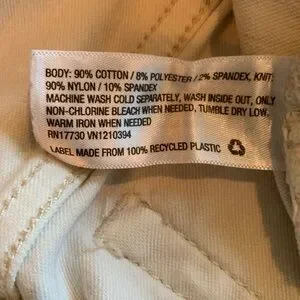 BODY: 90% COTTON / 8% POLYESTER / 2% SPANDEX, KNIT:
90% NYLON / 10% SPANDEX
MACHINE WASH COLD SEPARATELY, WASH INSIDE OUT, ONLY
NON-CHLORINE BLEACH WHEN NEEDED, TUMBLE DRY LOW,
WARM IRON WHEN NEEDED
RN17730 VN1210394
LABEL MADE FROM 100% RECYCLED PLASTIC